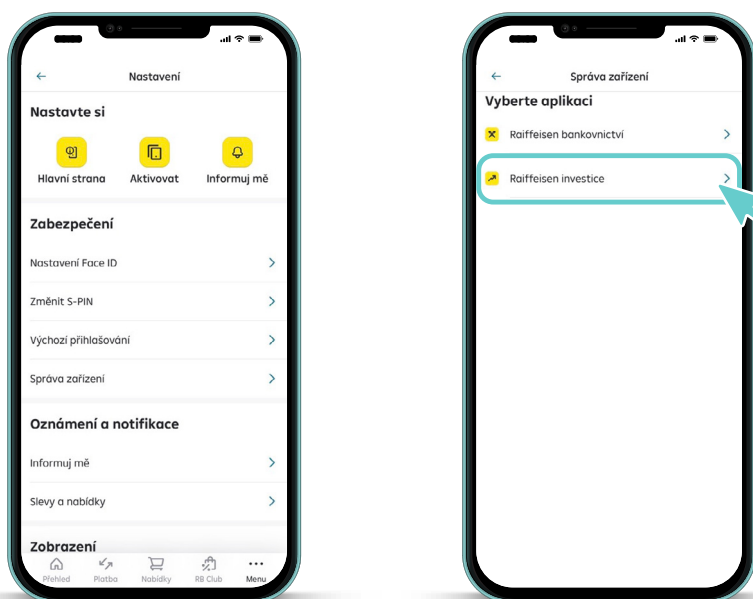 Nastavení
Nastavte si
Hlavní strana
Aktivovat
Informuj mě
Zabezpečení
Nastavení Face ID
Změnit S-PIN
Výchozí přihlašování
Správa zařízení
Oznámení a notifikace
Informuj mě
Slevy a nabídky
Zobrazení
Přehled
Platba
Nabídky
RB Club
Menu
Správa zařízení
Vyberte aplikaci
Raiffeisen bankovnictví
Raiffeisen investice